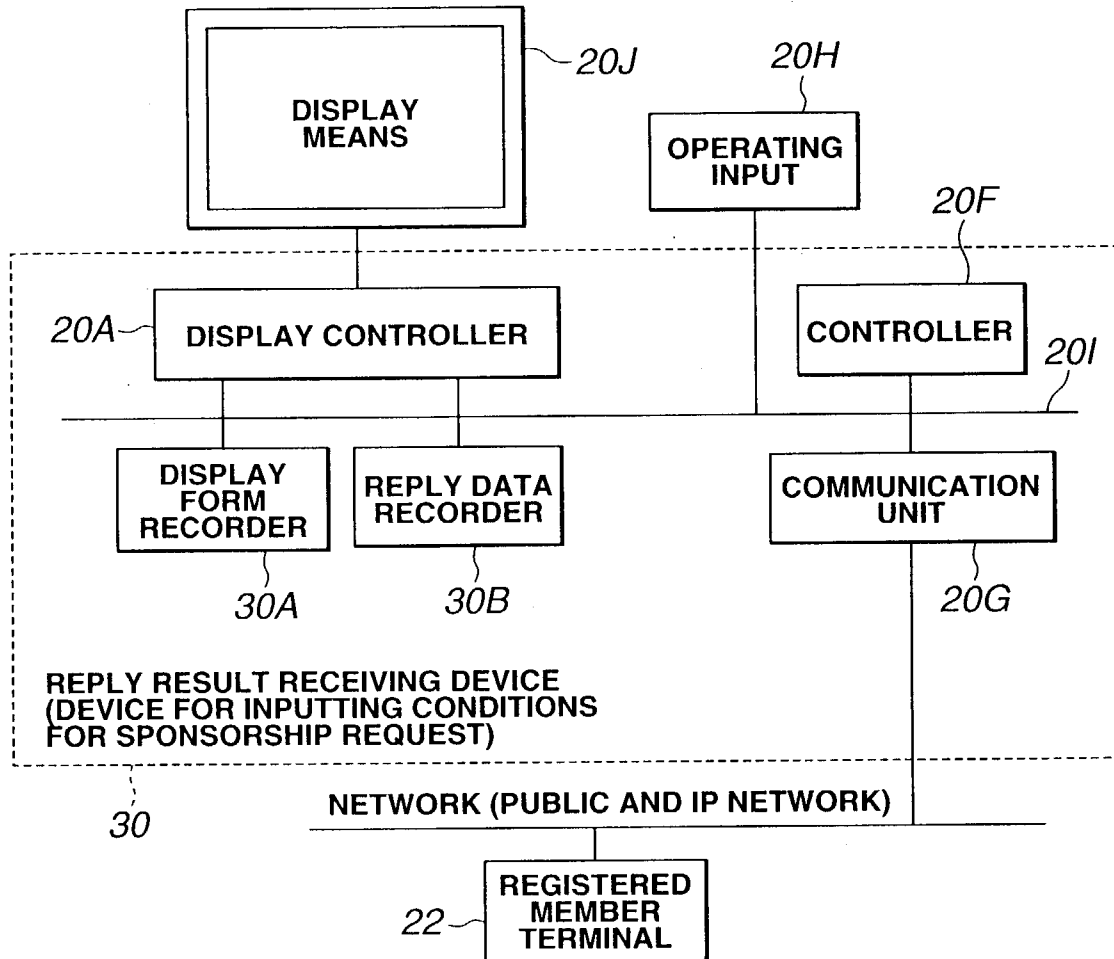 20J
DISPLAY
MEANS
20H
OPERATING
INPUT
20F
20A
DISPLAY CONTROLLER
CONTROLLER
20I
DISPLAY
FORM
RECORDER
REPLY DATA
RECORDER
COMMUNICATION
UNIT
30A
30B
20G
REPLY RESULT RECEIVING DEVICE
(DEVICE FOR INPUTTING CONDITIONS
FOR SPONSORSHIP REQUEST)
30
NETWORK (PUBLIC AND IP NETWORK)
22
REGISTERED
MEMBER
TERMINAL